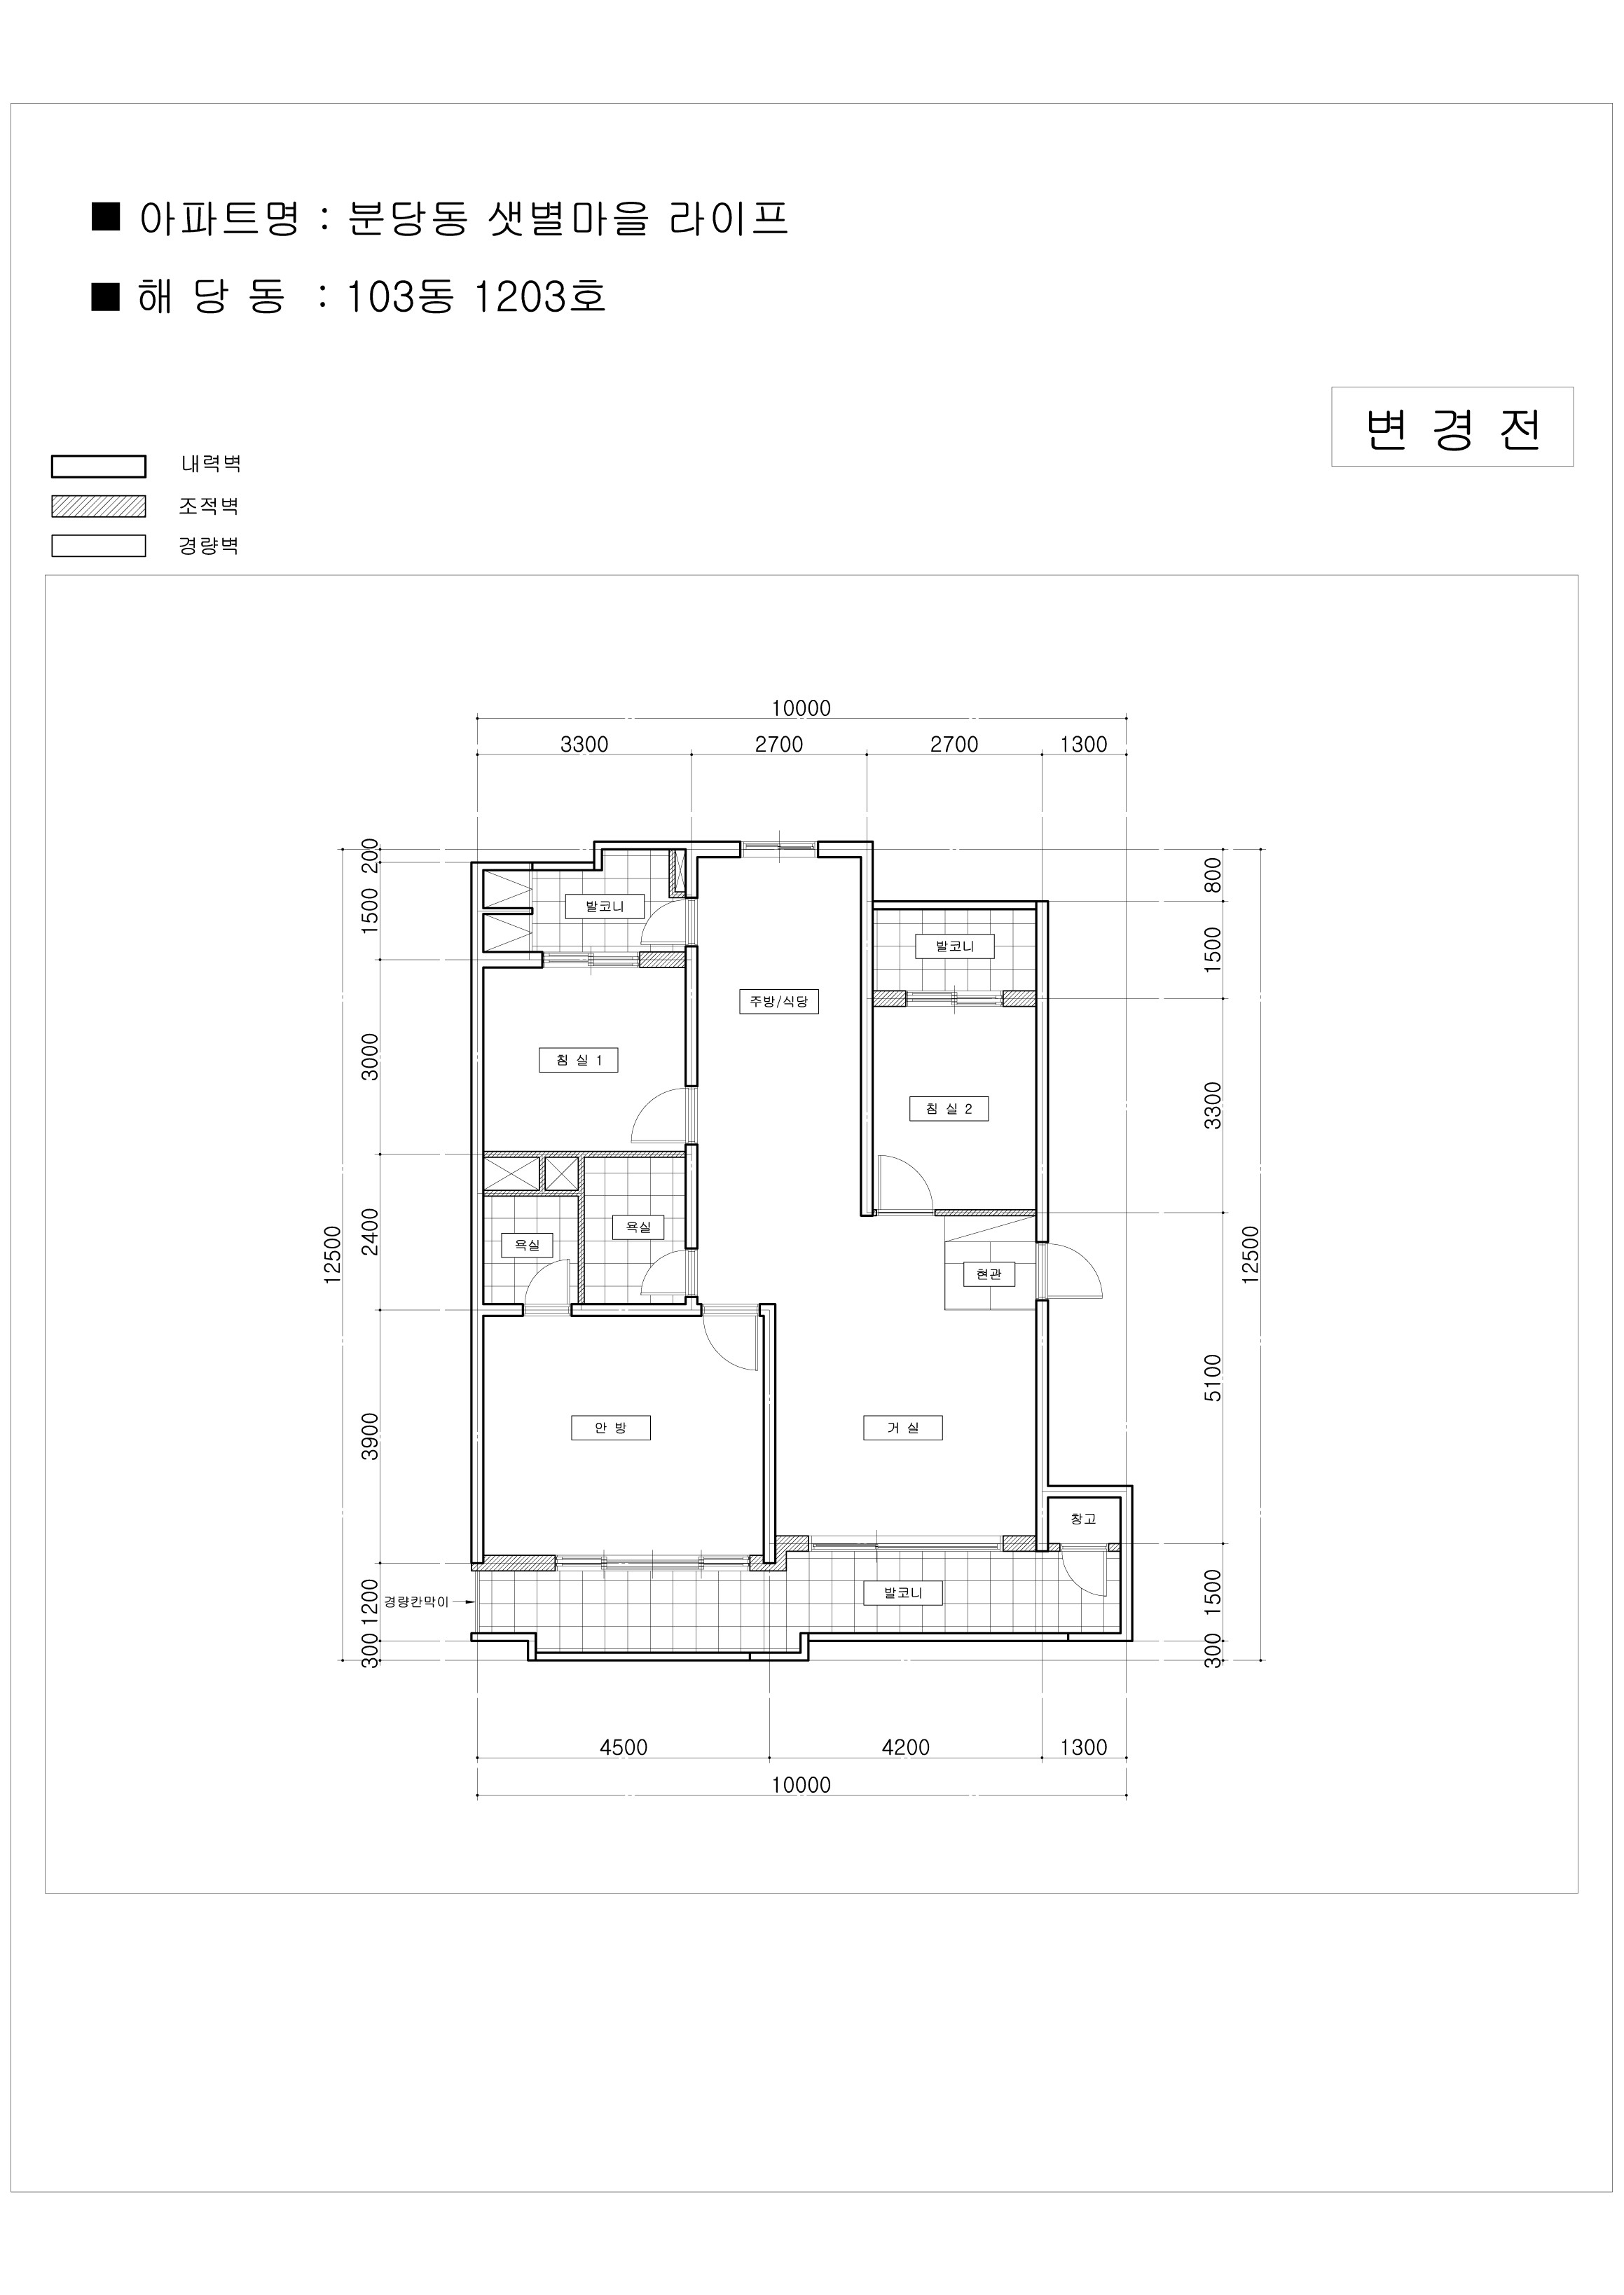 ■ 아파트명 : 분당동 샛별마을 라이프
■ 해 당 동 : 103동 1203호
변 경 전
내력벽
조적벽
경량벽
10000
3300 2700 2700 1300
200
1500
3000
2400
3900
1200
300
12500
800
1500
3300
5100
1500
300
12500
발코니
발코니
주방/식당
침 실 1
침 실 2
욕실
욕실
현관
안 방
거 실
창고
발코니
경량칸막이
4500 4200 1300
10000